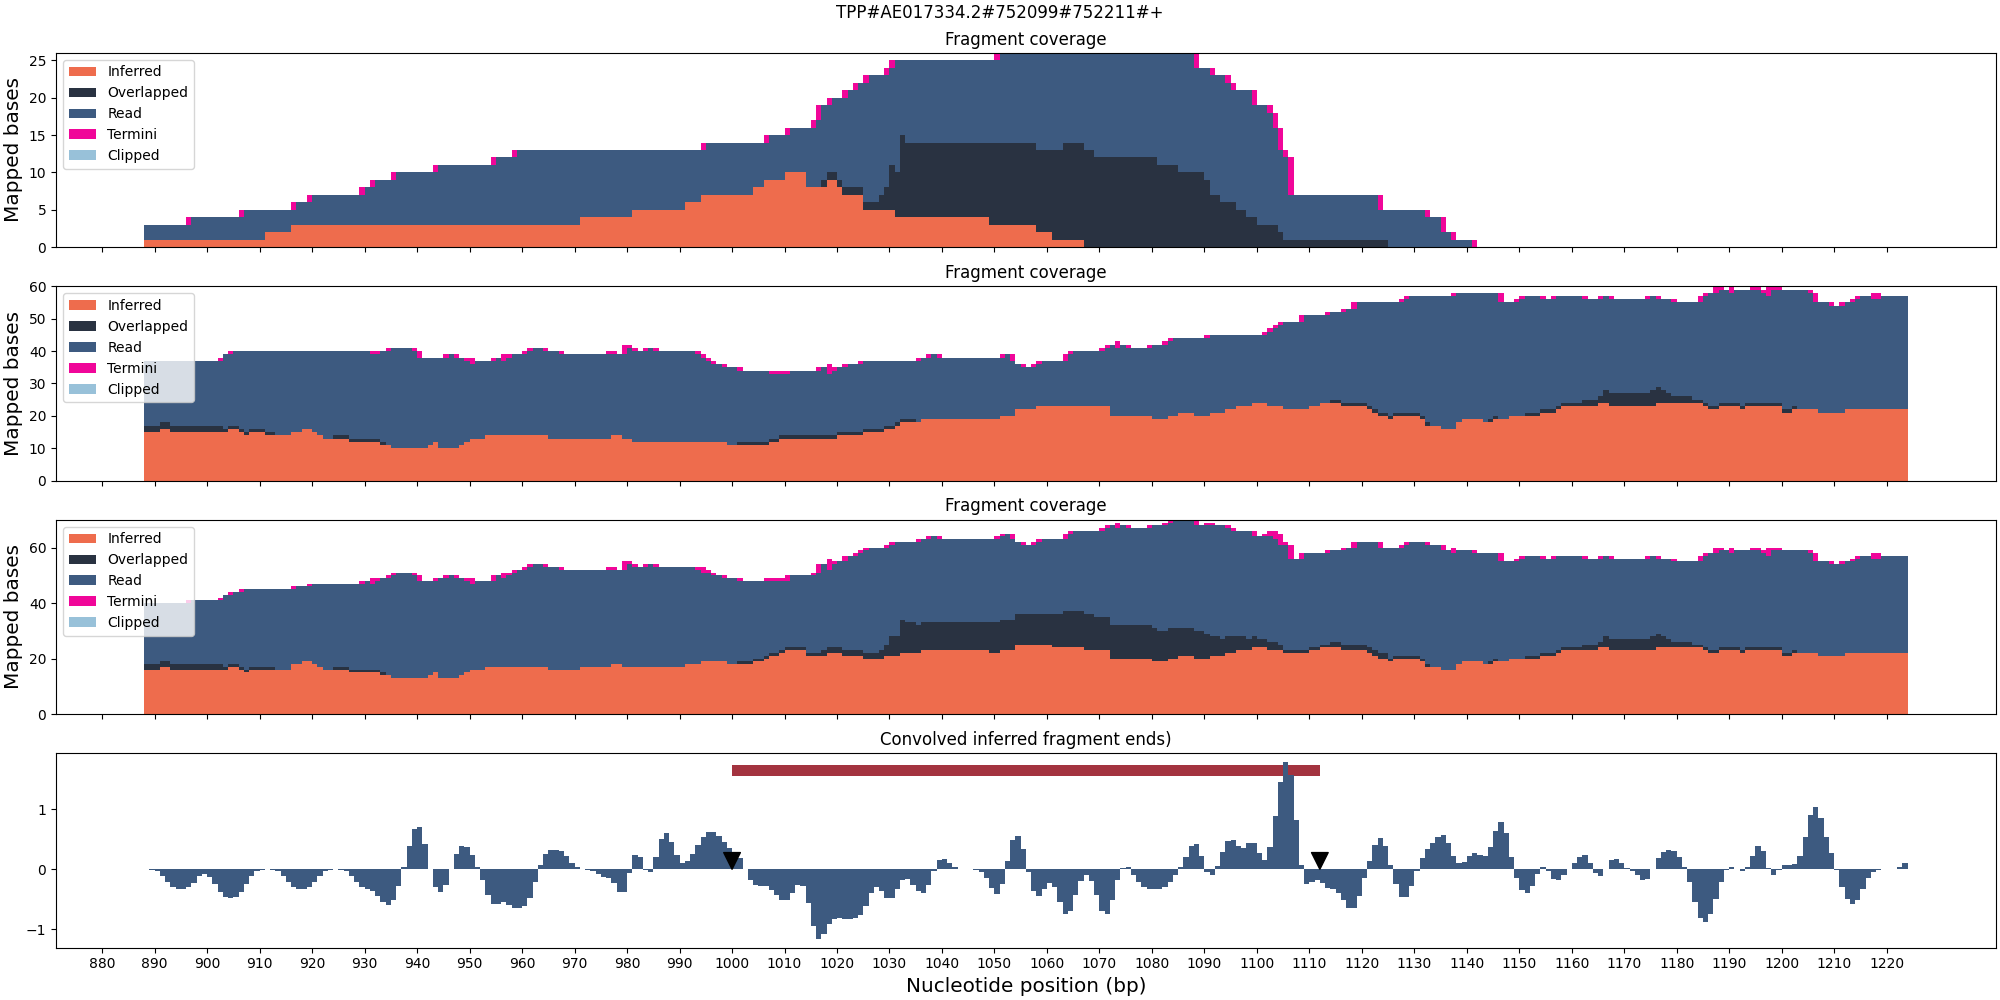 TPP#AE017334.2#752099#752211#+
Fragment coverage
Mapped bases
25
20
15
10
5
0
Inferred
Overlapped
Read
Termini
Clipped
Fragment coverage
Mapped bases
60
50
40
30
20
10
0
Inferred
Overlapped
Read
Termini
Clipped
Fragment coverage
Mapped bases
60
40
20
0
Inferred
Overlapped
Read
Termini
Clipped
Convolved inferred fragment ends)
1
0
−1
880 890 900 910 920 930 940 950 960 970 980 990 1000 1010 1020 1030 1040 1050 1060 1070 1080 1090 1100 1110 1120 1130 1140 1150 1160 1170 1180 1190 1200 1210 1220
Nucleotide position (bp)